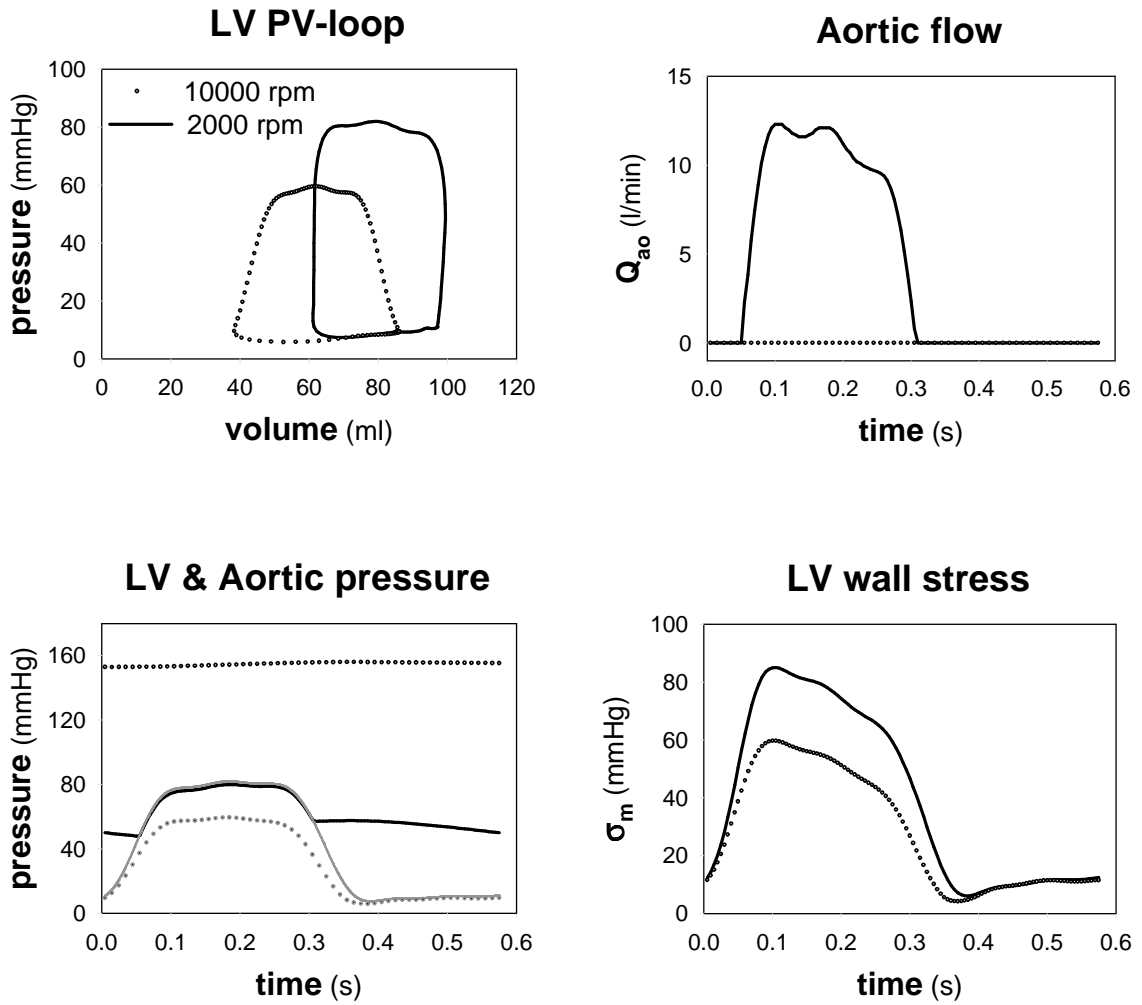 LV PV-loop
100
80
60
40
20
0
pressure (mmHg)
10000 rpm
2000 rpm
0 20 40 60 80 100 120
volume (ml)
Aortic flow
15
10
5
0
Qao (l/min)
0.0 0.1 0.2 0.3 0.4 0.5 0.6
time (s)
LV & Aortic pressure
160
120
80
40
0
pressure (mmHg)
0.0 0.1 0.2 0.3 0.4 0.5 0.6
time (s)
LV wall stress
100
80
60
40
20
0
σm (mmHg)
0.0 0.1 0.2 0.3 0.4 0.5 0.6
time (s)